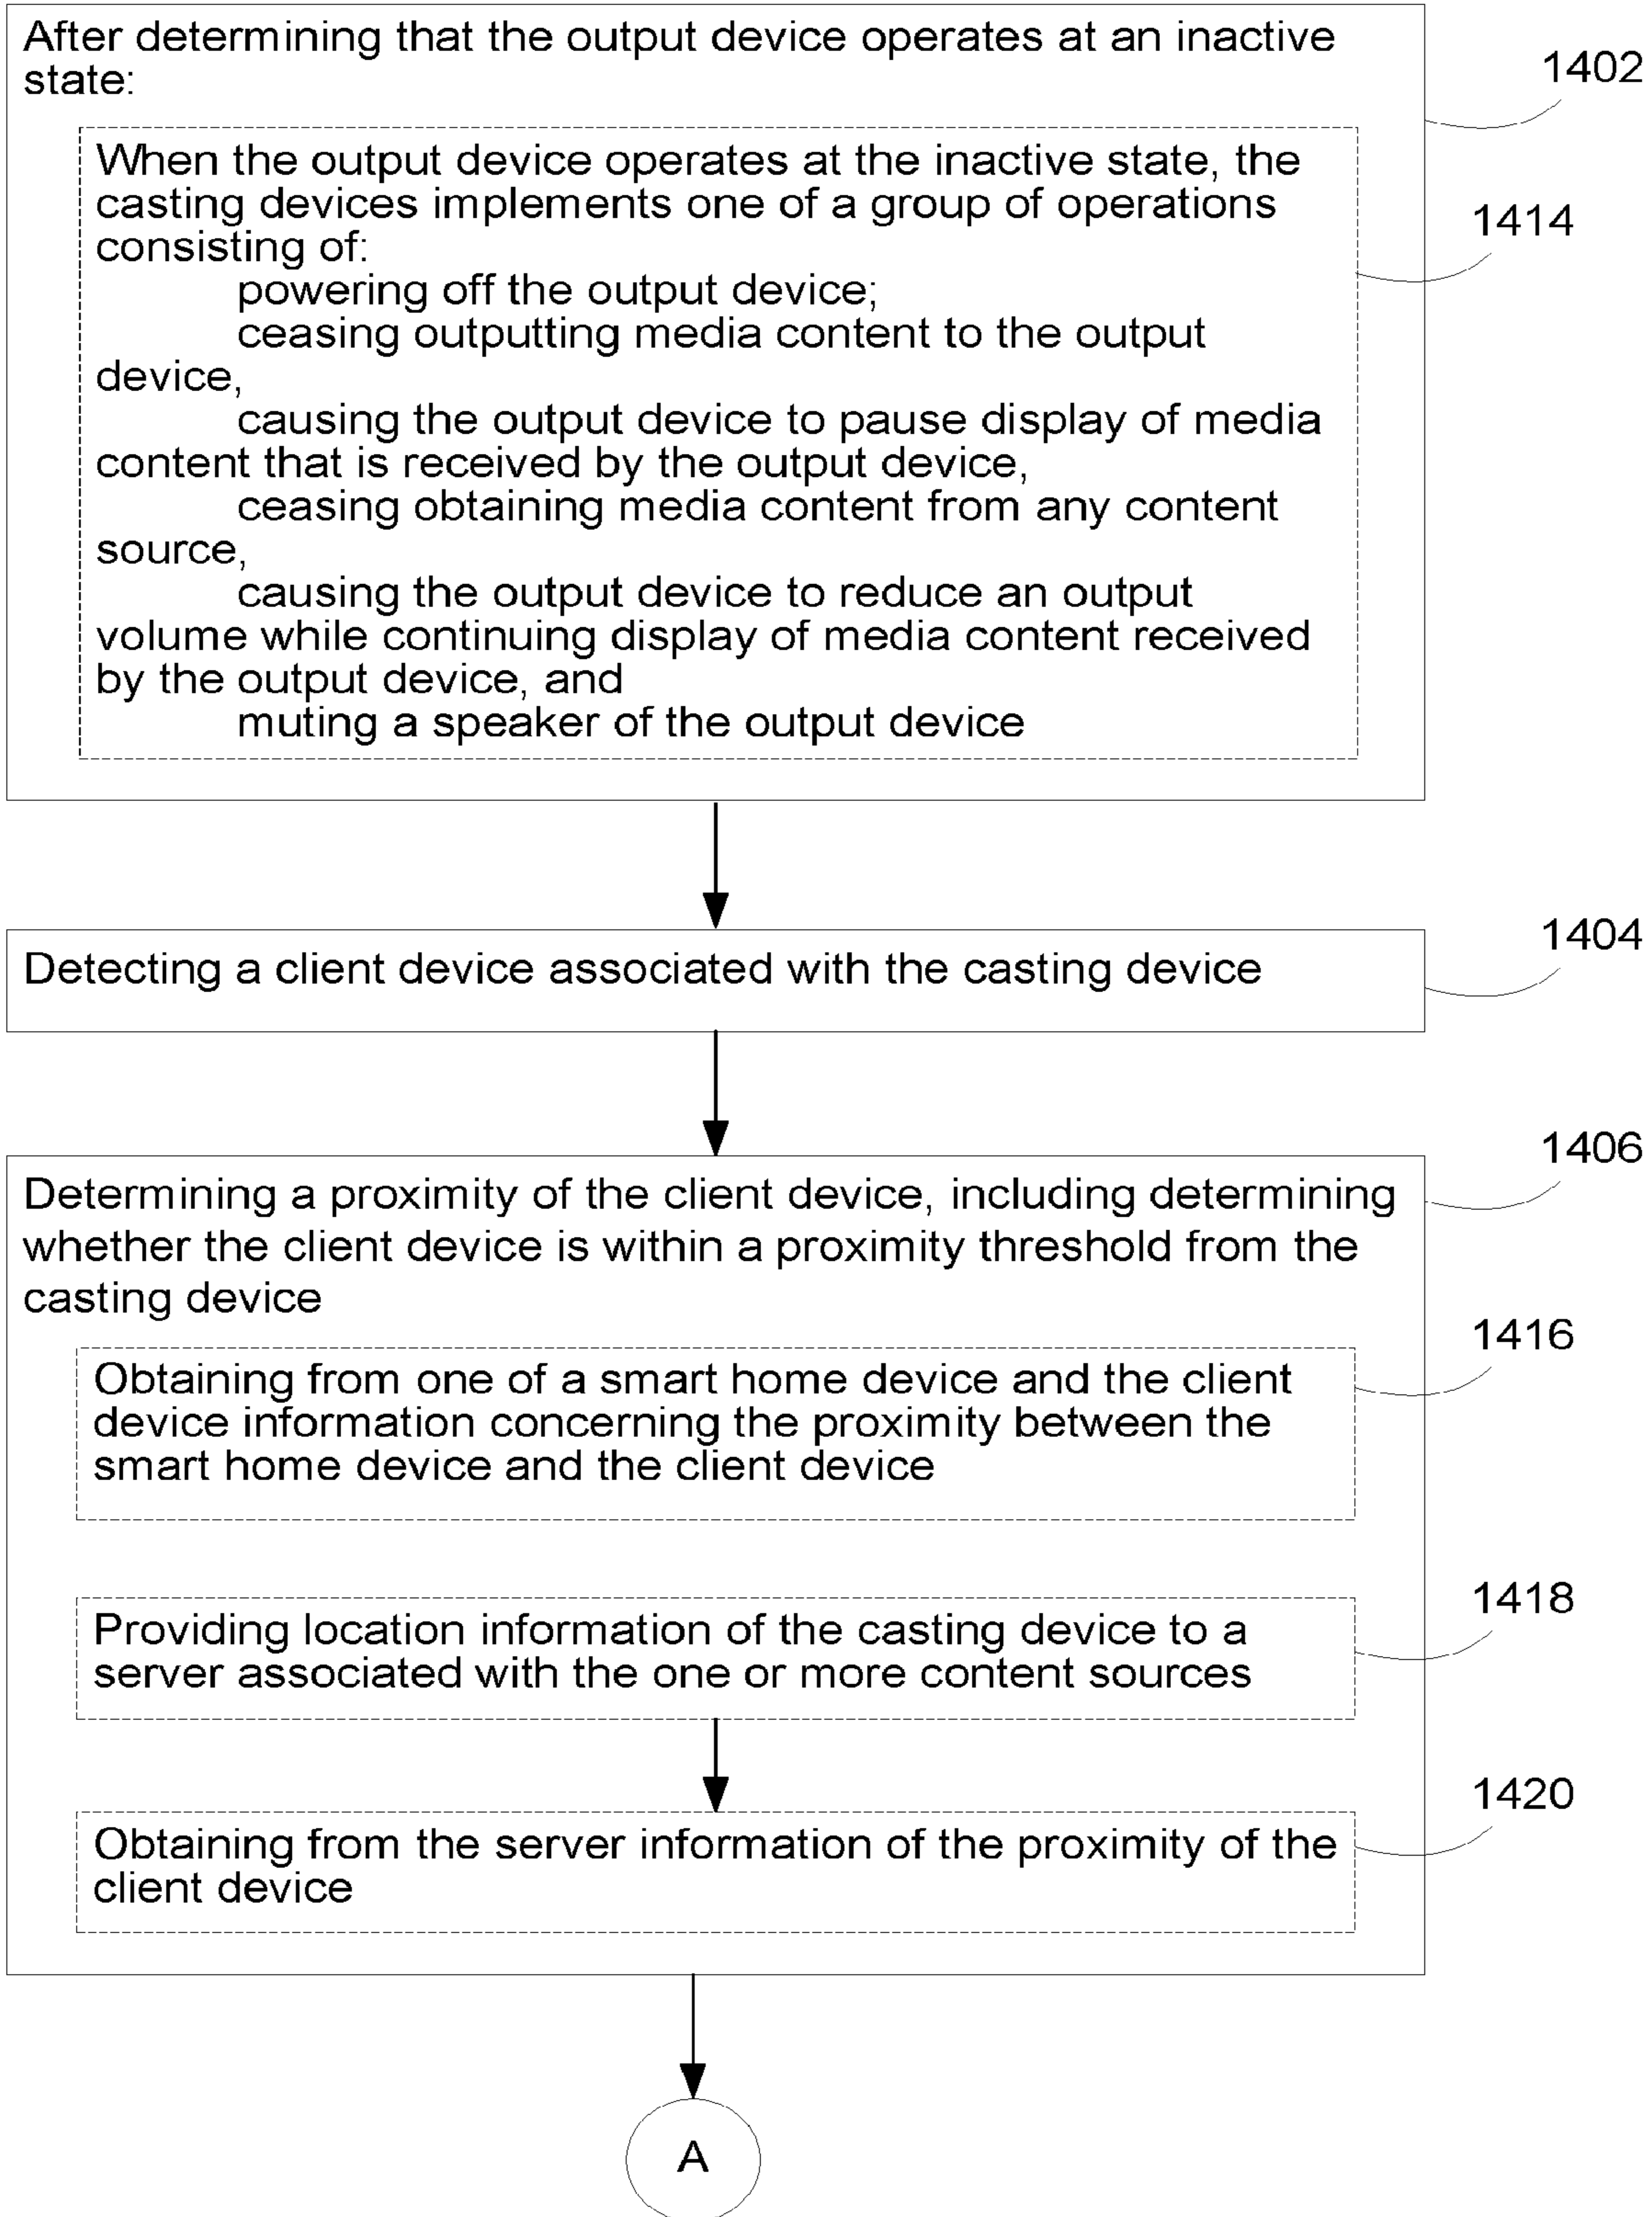 After determining that the output device operates at an inactive
state:
1402
When the output device operates at the inactive state, the
casting devices implements one of a group of operations
consisting of:
1414
powering off the output device;
ceasing outputting media content to the output
device,
causing the output device to pause display of media
content that is received by the output device,
ceasing obtaining media content from any content
source,
causing the output device to reduce an output
volume while continuing display of media content received
by the output device, and
muting a speaker of the output device
1404
Detecting a client device associated with the casting device
1406
Determining a proximity of the client device, including determining
whether the client device is within a proximity threshold from the
casting device
1416
Obtaining from one of a smart home device and the client
device information concerning the proximity between the
smart home device and the client device
1418
Providing location information of the casting device to a
server associated with the one or more content sources
1420
Obtaining from the server information of the proximity of the
client device
A